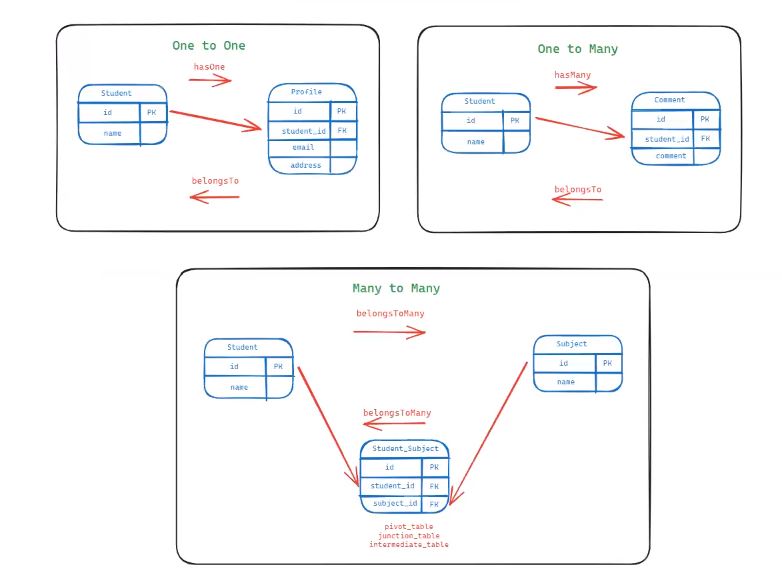 One to One
hasOne
Student
id PK
name
Profile
id PK
student_id FK
email
address
belongsTo
One to Many
hasMany
Student
id PK
name
Comment
id PK
student_id FK
comment
belongsTo
Many to Many
belongsToMany
Student
id PK
name
Subject
id PK
name
belongsToMany
Student_Subject
id PK
student_id FK
subject_id FK
pivot_table
junction_table
intermediate_table